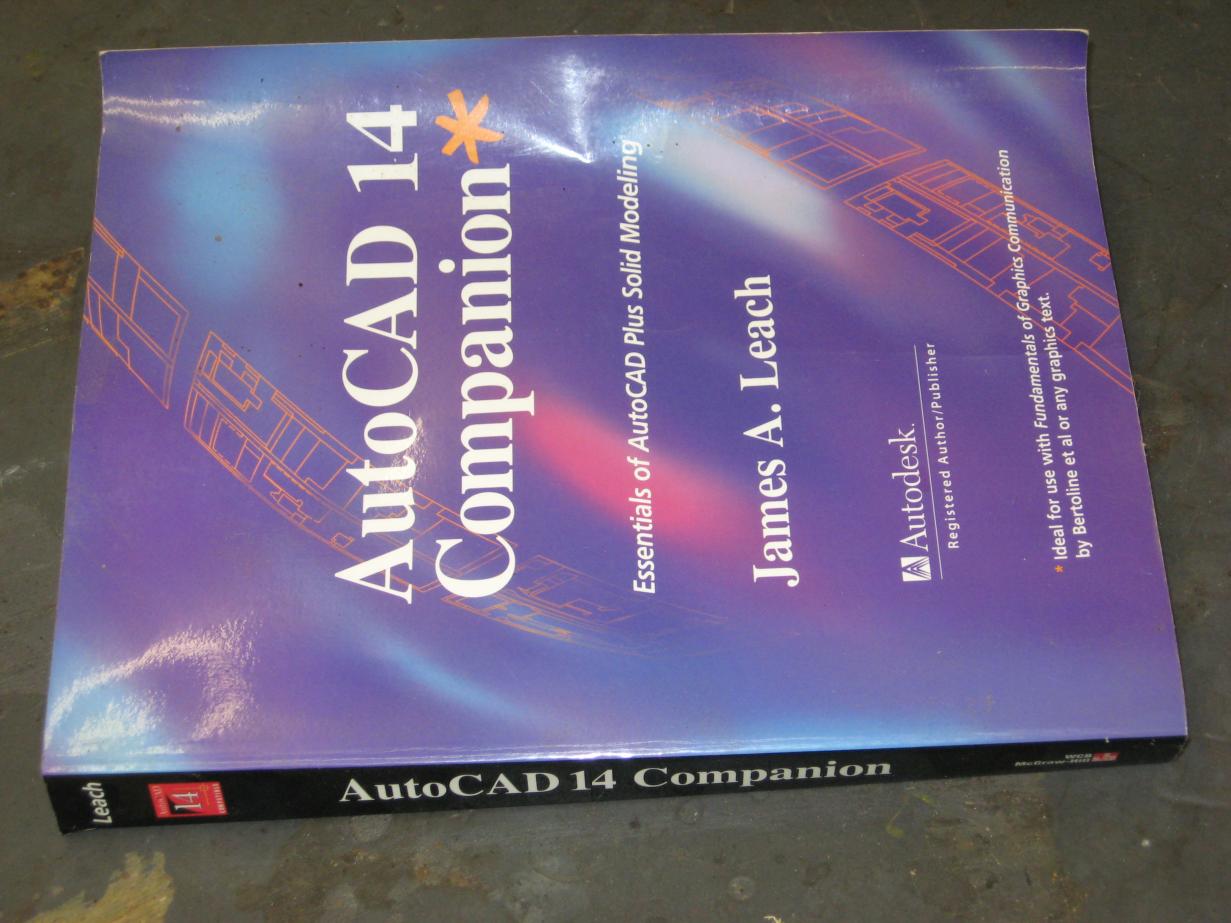 AutoCAD 14
Companion*
Essentials of AutoCAD Plus Solid Modeling
James A. Leach
Autodesk.
Registered Author/Publisher
* Ideal for use with Fundamentals of Graphics Communication
by Bertoline et al or any graphics text.
Leach
14
AutoCAD 14 Companion
WCB
McGraw-Hill